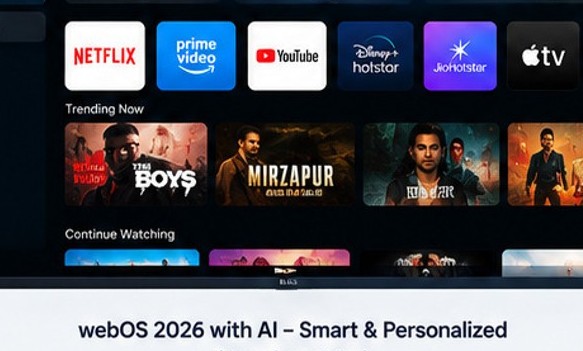 NETFLIX
prime
video
YouTube
Disney+
hotstar
JioHotstar
tv
Trending Now
THE
BOYS
MIRZAPUR
Continue Watching
webOS 2026 with AI – Smart & Personalized